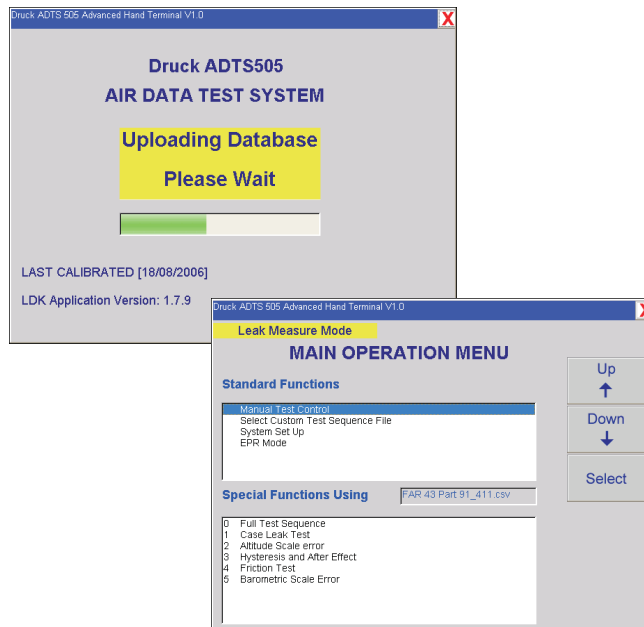 Druck ADTS 505 Advanced Hand Terminal V1.0
X
Druck ADTS505
AIR DATA TEST SYSTEM
Uploading Database
Please Wait
LAST CALIBRATED [18/08/2006]
LDK Application Version: 1.7.9
Druck ADTS 505 Advanced Hand Terminal V1.0
X
Leak Measure Mode
MAIN OPERATION MENU
Standard Functions
Manual Test Control
Select Custom Test Sequence File
System Set Up
EPR Mode
Up
Down
Select
Special Functions Using FAR 43 Part 91_411.csv
0 Full Test Sequence
1 Case Leak Test
2 Altitude Scale error
3 Hysteresis and After Effect
4 Friction Test
5 Barometric Scale Error